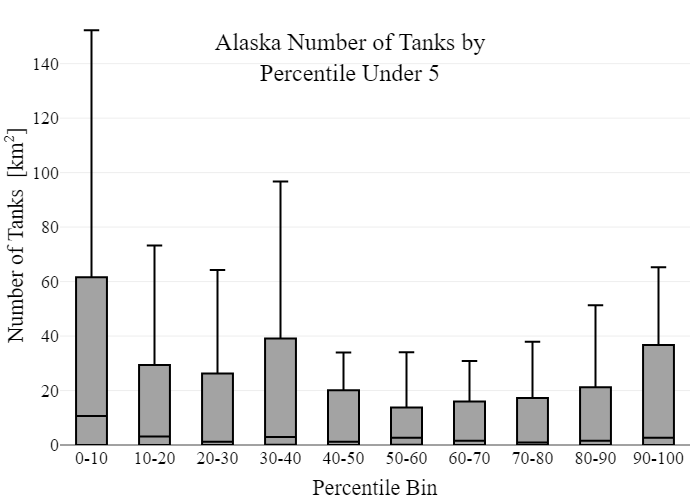 Alaska Number of Tanks by
Percentile Under 5
Number of Tanks [km²]
140
120
100
80
60
40
20
0
0-10 10-20 20-30 30-40 40-50 50-60 60-70 70-80 80-90 90-100
Percentile Bin